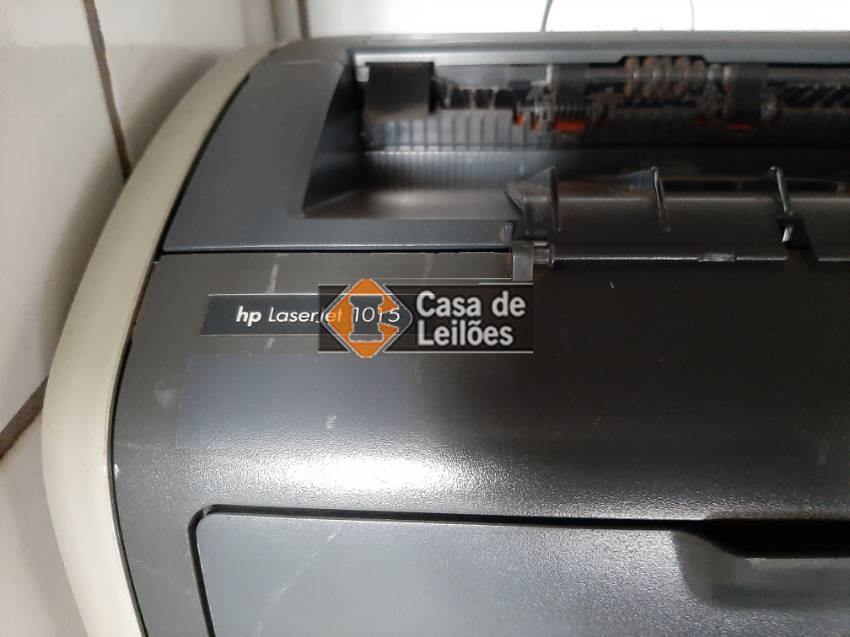 hp LaserJet 1015
Casa de
Leilões